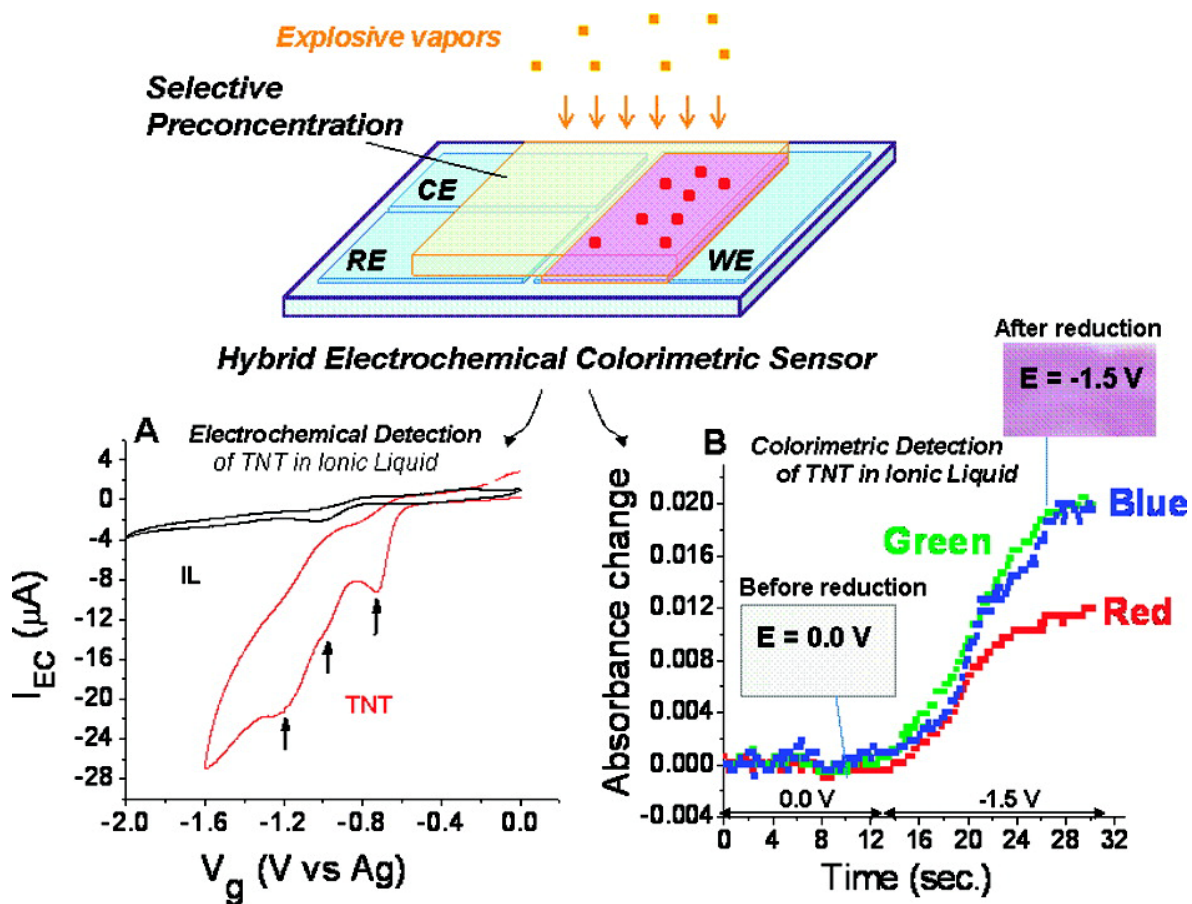 Explosive vapors
Selective
Preconcentration
CE
RE
WE
Hybrid Electrochemical Colorimetric Sensor
After reduction
E = -1.5 V
A
Electrochemical Detection
of TNT in Ionic Liquid
4
0
-4
-8
-12
-16
-20
-24
-28
I_EC (μA)
IL
TNT
-2.0
-1.6
-1.2
-0.8
-0.4
0.0
V_g (V vs Ag)
B
Colorimetric Detection
of TNT in Ionic Liquid
Absorbance change
0.020
0.016
0.012
0.008
0.004
0.000
-0.004
Blue
Green
Red
Before reduction
E = 0.0 V
0.0 V
-1.5 V
0
4
8
12
16
20
24
28
32
Time (sec.)